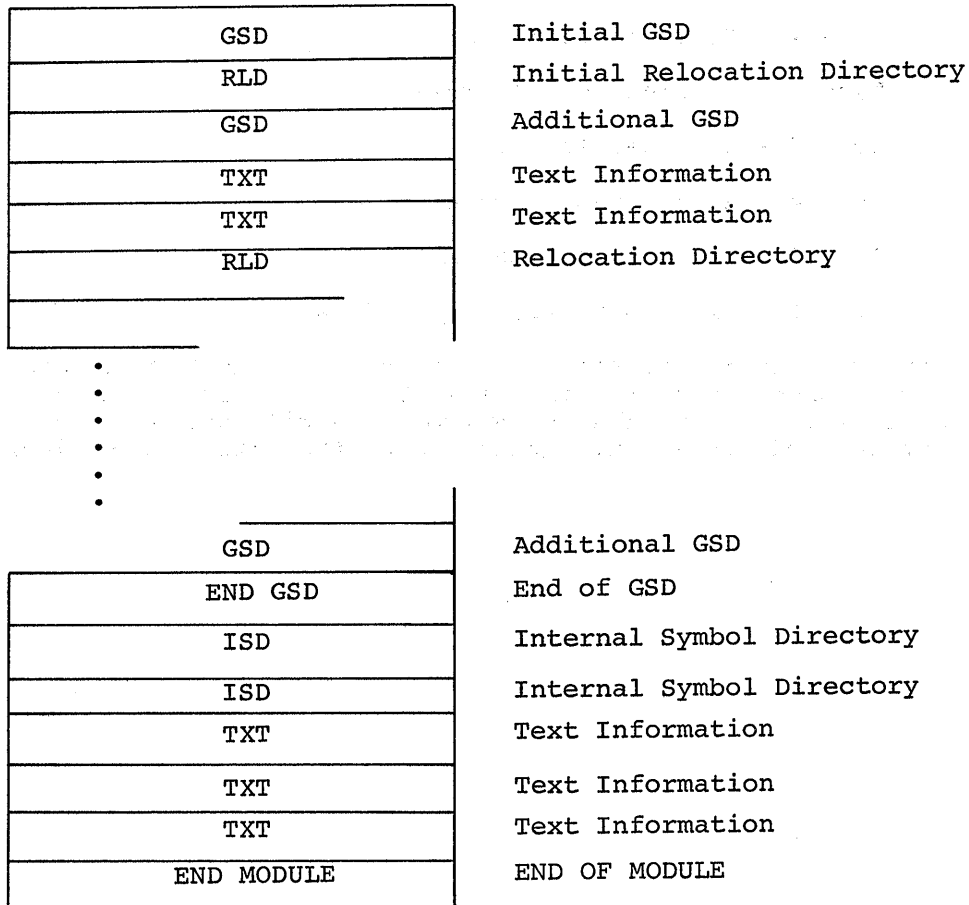 GSD Initial GSD
RLD Initial Relocation Directory
GSD Additional GSD
TXT Text Information
TXT Text Information
RLD Relocation Directory
GSD Additional GSD
END GSD End of GSD
ISD Internal Symbol Directory
ISD Internal Symbol Directory
TXT Text Information
TXT Text Information
TXT Text Information
END MODULE END OF MODULE